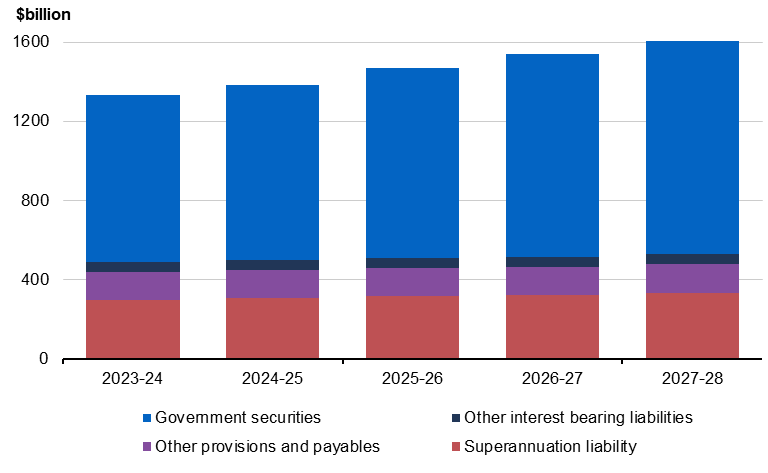 $billion
1600
1200
800
400
0
2023-24 2024-25 2025-26 2026-27 2027-28
Government securities Other interest bearing liabilities
Other provisions and payables Superannuation liability